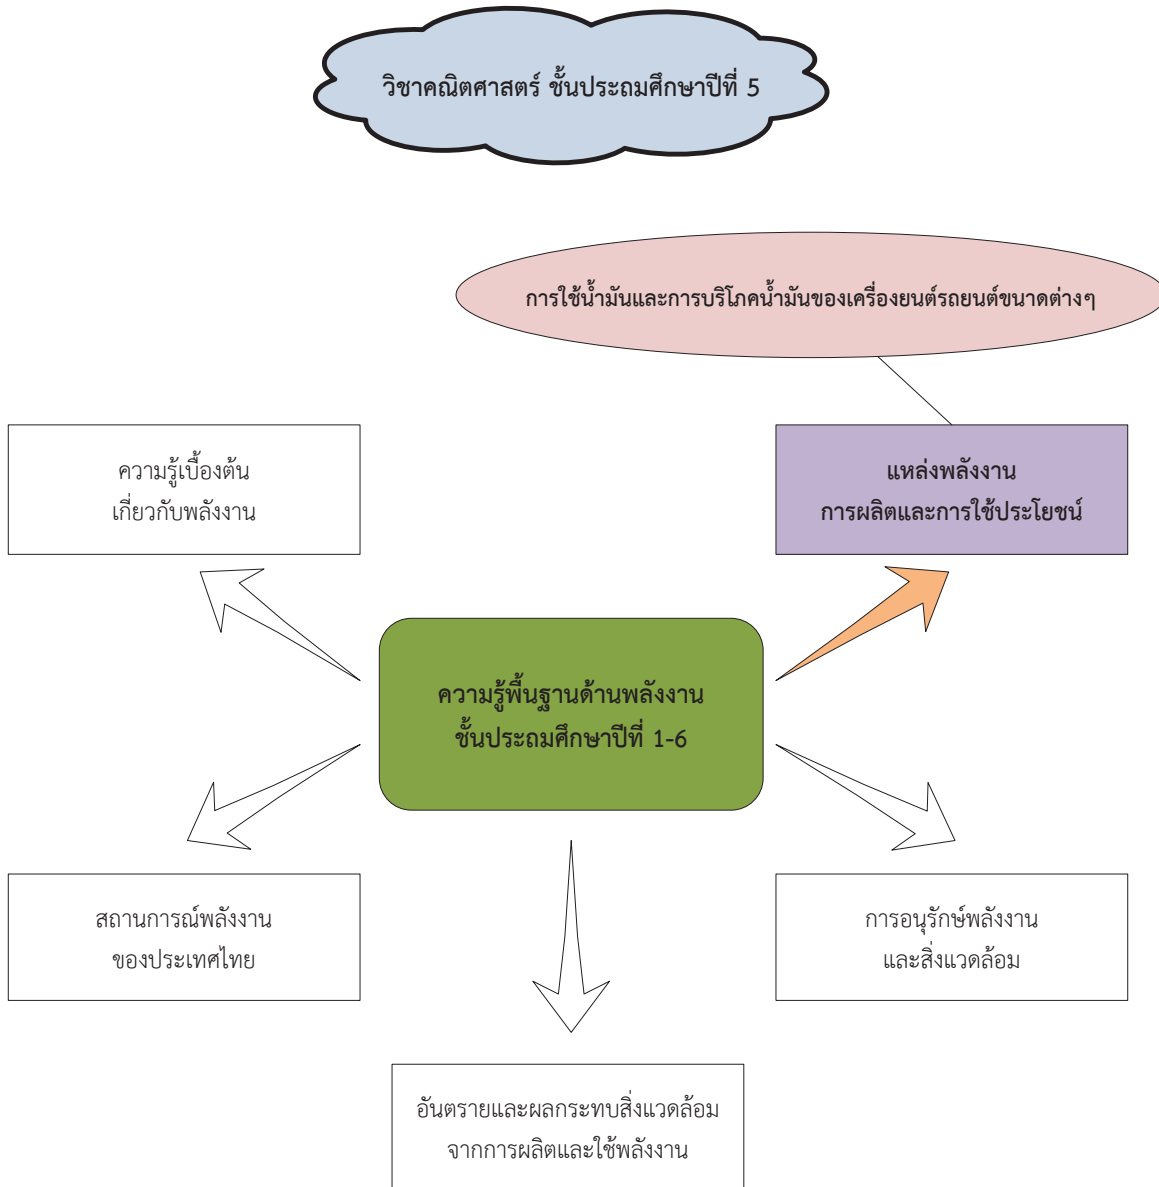 วิชาคณิตศาสตร์ ชั้นประถมศึกษาปีที่ 5
การใช้น้ำมันและการบริโภคน้ำมันของเครื่องยนต์รถยนต์ขนาดต่างๆ
ความรู้เบื้องต้น
เกี่ยวกับพลังงาน
แหล่งพลังงาน
การผลิตและการใช้ประโยชน์
ความรู้พื้นฐานด้านพลังงาน
ชั้นประถมศึกษาปีที่ 1-6
สถานการณ์พลังงาน
ของประเทศไทย
การอนุรักษ์พลังงาน
และสิ่งแวดล้อม
อันตรายและผลกระทบสิ่งแวดล้อม
จากการผลิตและใช้พลังงาน